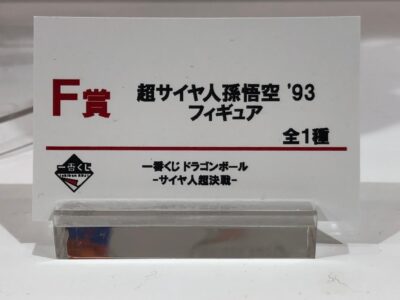 F賞
超サイヤ人孫悟空 '93
フィギュア
全1種
一番くじ
一番くじ ドラゴンボール
-サイヤ人超決戦-